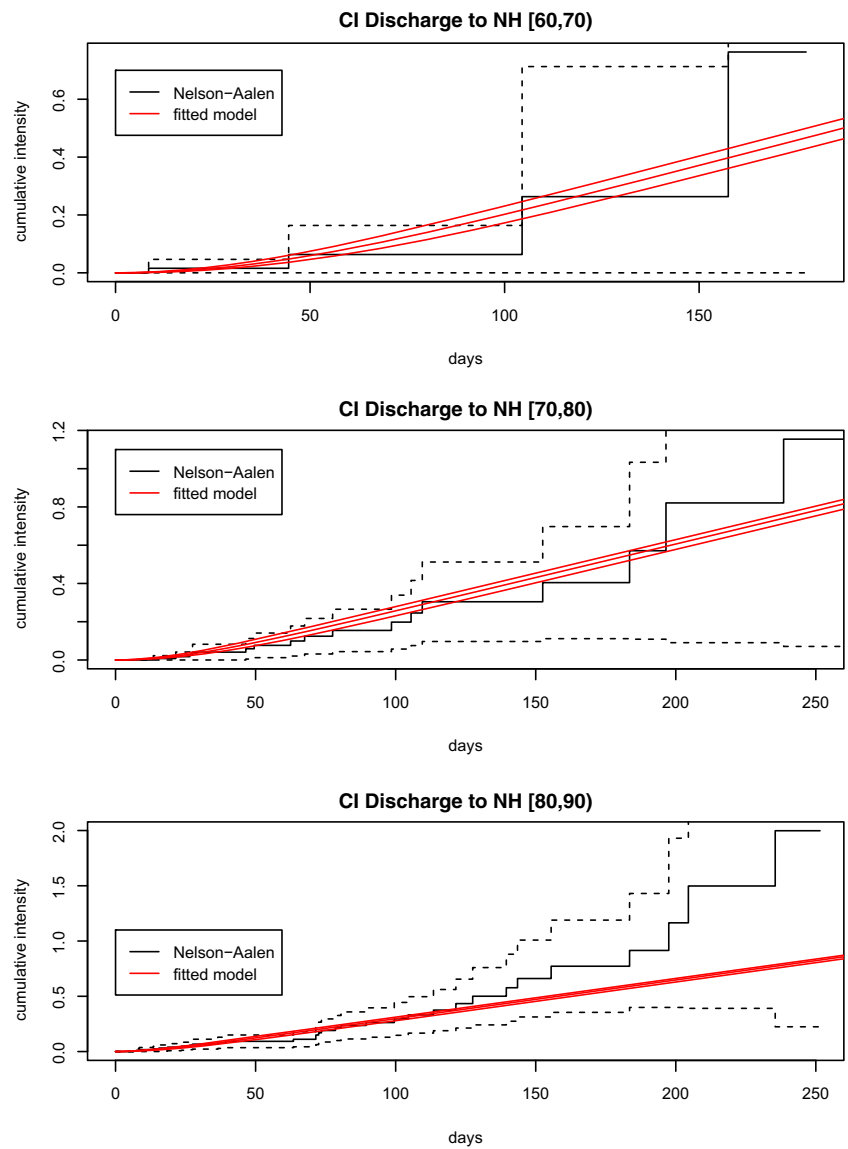 CI Discharge to NH [60,70)
cumulative intensity
0.0 0.2 0.4 0.6
Nelson−Aalen
fitted model
0 50 100 150
days
CI Discharge to NH [70,80)
cumulative intensity
0.0 0.4 0.8 1.2
Nelson−Aalen
fitted model
0 50 100 150 200 250
days
CI Discharge to NH [80,90)
cumulative intensity
0.0 0.5 1.0 1.5 2.0
Nelson−Aalen
fitted model
0 50 100 150 200 250
days